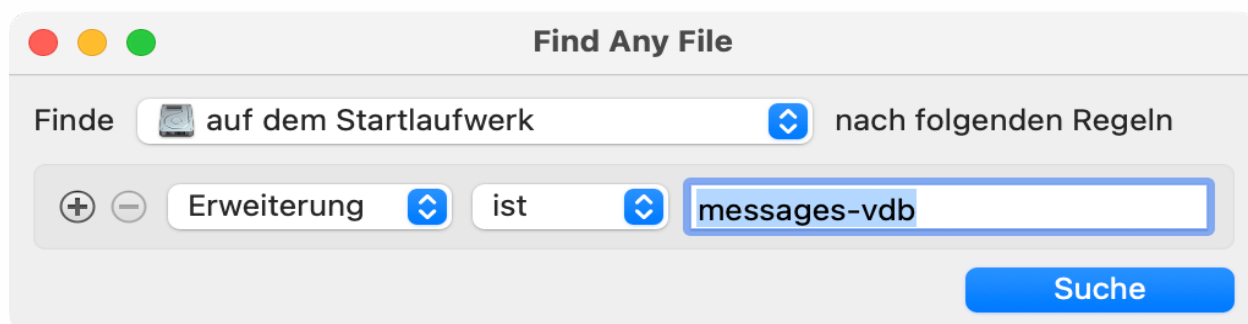 Find Any File
Finde auf dem Startlaufwerk nach folgenden Regeln
Erweiterung ist messages-vdb
Suche